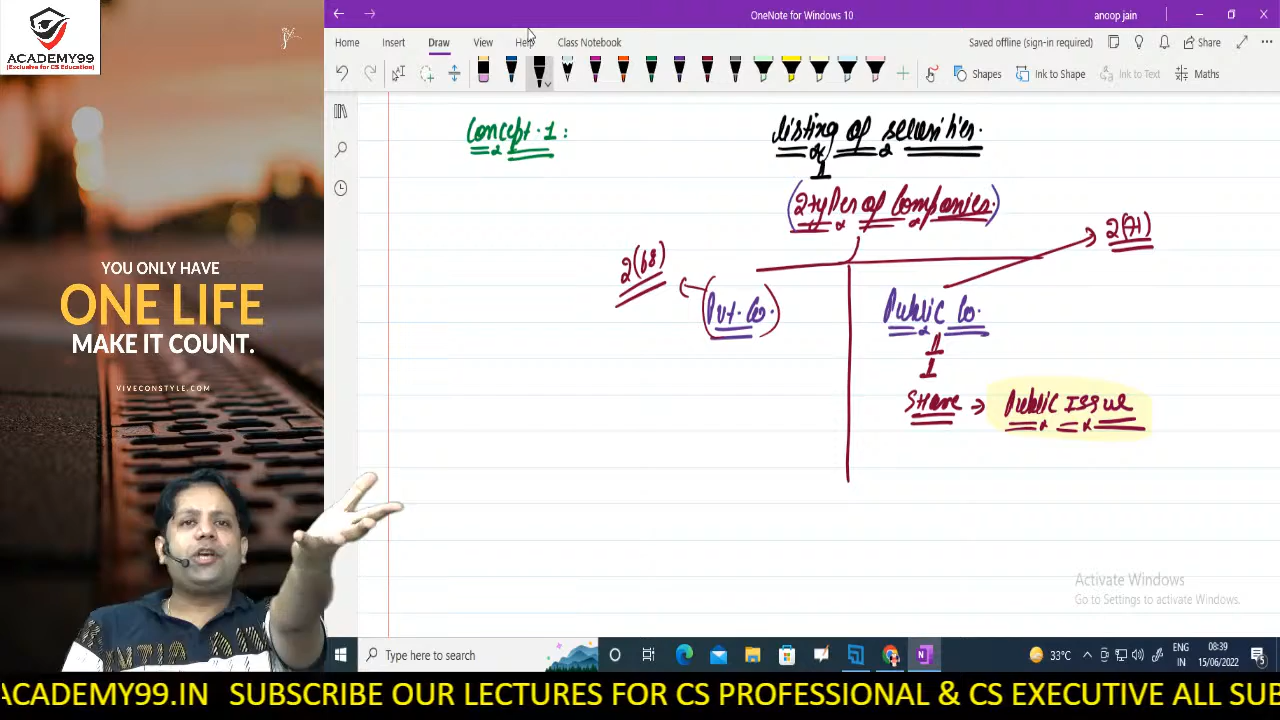 ACADEMY99
(Exclusive for CS Education)
YOU ONLY HAVE
ONE LIFE
MAKE IT COUNT.
VIVECONSTYLE.COM
OneNote for Windows 10
anoop jain
Home Insert Draw View Help Class Notebook
Saved offline (sign-in required)
Share
Shapes Ink to Shape Ink to Text Maths
Concept-1:
Listing of Securities.
(2 types of Companies)
2(68)
2(71)
(Pvt. Co.)
Public Co.
Share → Public Issue
Activate Windows
Go to Settings to activate Windows.
Type here to search
33°C
ENG
IN
08:39
15/06/2022
ACADEMY99.IN SUBSCRIBE OUR LECTURES FOR CS PROFESSIONAL & CS EXECUTIVE ALL SUB